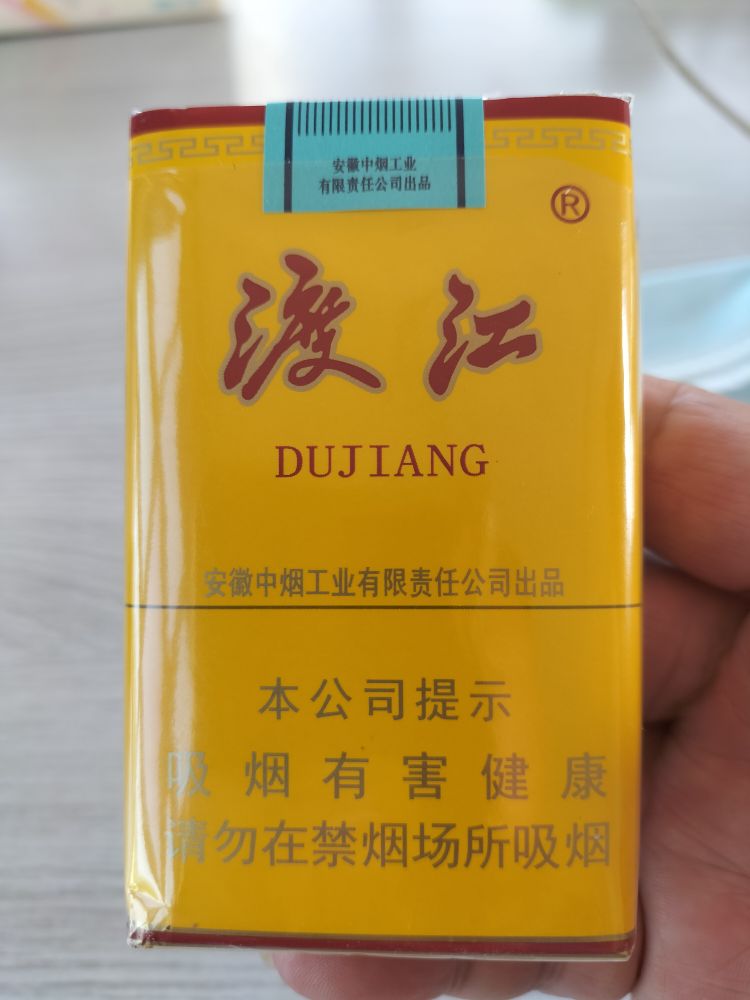 安徽中烟工业
有限责任公司出品
®
渡江
DUJIANG
安徽中烟工业有限责任公司出品
本公司提示
吸烟有害健康
请勿在禁烟场所吸烟